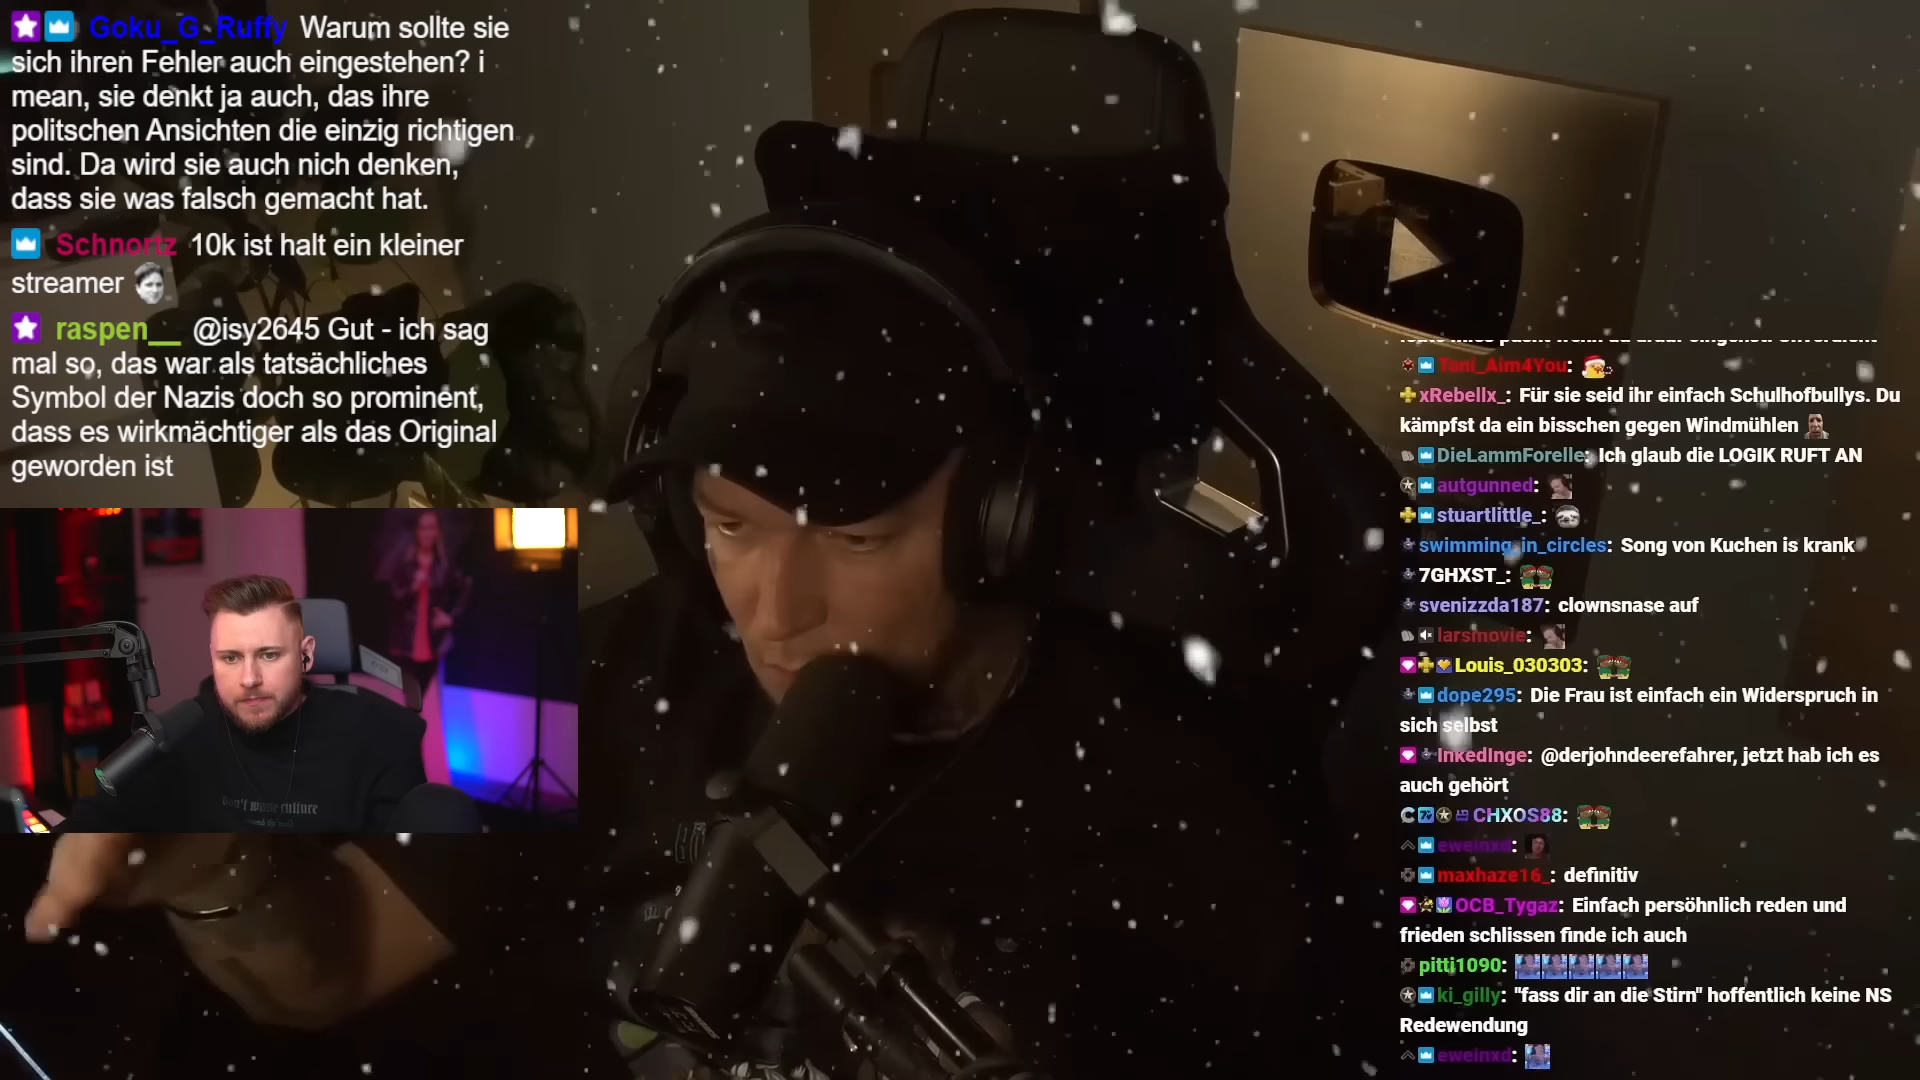 Goku_G_Ruffy Warum sollte sie
sich ihren Fehler auch eingestehen? i
mean, sie denkt ja auch, das ihre
politschen Ansichten die einzig richtigen
sind. Da wird sie auch nich denken,
dass sie was falsch gemacht hat.
Schnortz 10k ist halt ein kleiner
streamer
raspen__ @isy2645 Gut - ich sag
mal so, das war als tatsächliches
Symbol der Nazis doch so prominent,
dass es wirkmächtiger als das Original
geworden ist
don't waste culture
Toni_Aim4You:
xRebellx_: Für sie seid ihr einfach Schulhofbullys. Du
kämpfst da ein bisschen gegen Windmühlen
DieLammForelle: Ich glaub die LOGIK RUFT AN
autgunned:
stuartlittle_:
swimming_in_circles: Song von Kuchen is krank
7GHXST_:
svenizzda187: clownsnase auf
larsmovie:
Louis_030303:
dope295: Die Frau ist einfach ein Widerspruch in
sich selbst
InkedInge: @derjohndeerefahrer, jetzt hab ich es
auch gehört
CHXOS88:
eweinxd:
maxhaze16_: definitiv
OCB_Tygaz: Einfach persöhnlich reden und
frieden schlissen finde ich auch
pitti1090:
ki_gilly: "fass dir an die Stirn" hoffentlich keine NS
Redewendung
eweinxd: